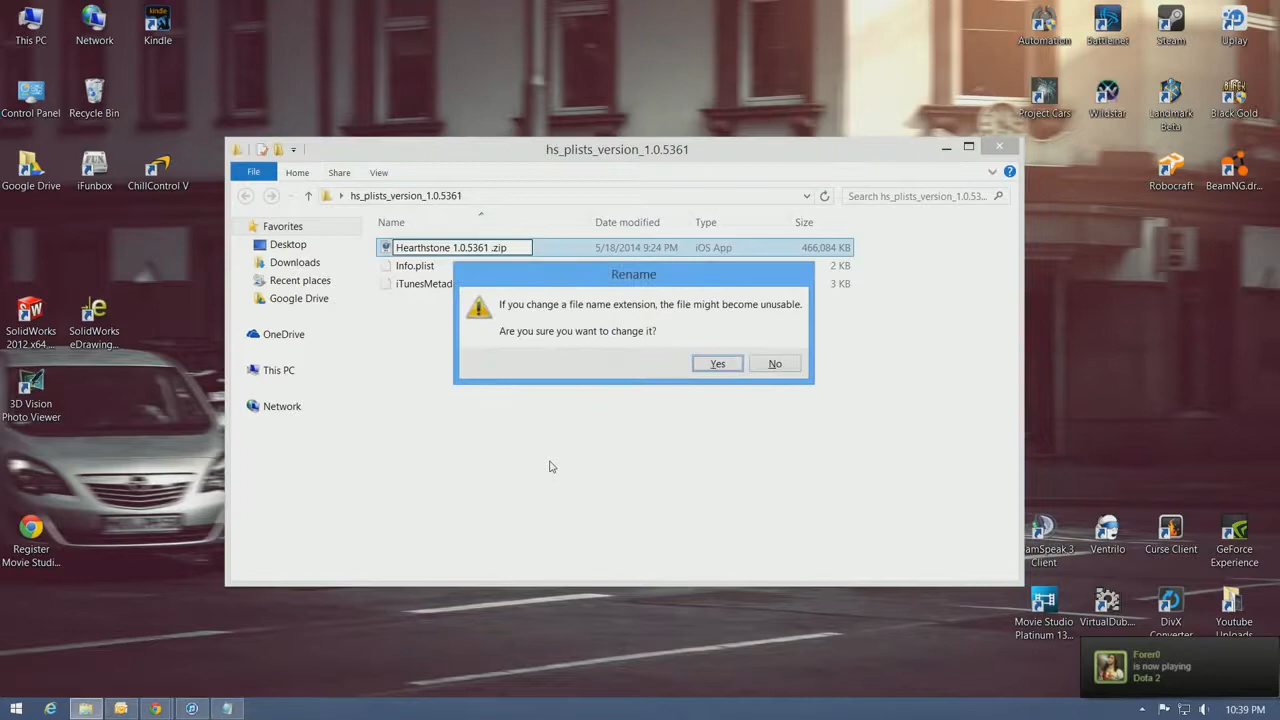 This PC
Network
Kindle
Automation
Battlenet
Steam
Uplay
Control Panel
Recycle Bin
Project Cars
Wildstar
Landmark
Beta
Black Gold
Google Drive
iFunbox
ChillControl V
Robocraft
BeamNG.dr...
SolidWorks
2012 x64 ...
SolidWorks
eDrawing...
3D Vision
Photo Viewer
Register
Movie Studi...
hs_plists_version_1.0.5361
File
Home
Share
View
hs_plists_version_1.0.5361
Search hs_plists_version_1.0.53...
Favorites
Desktop
Downloads
Recent places
Google Drive
OneDrive
This PC
Network
Name
Date modified
Type
Size
Hearthstone 1.0.5361 .zip
5/18/2014 9:24 PM
iOS App
466,084 KB
Info.plist
2 KB
iTunesMetad
3 KB
Rename
If you change a file name extension, the file might become unusable.
Are you sure you want to change it?
Yes
No
amSpeak 3
Client
Ventrilo
Curse Client
GeForce
Experience
Movie Studio
Platinum 13...
VirtualDub....
DivX
Converter
Youtube
Uploads
Forer0
is now playing
Dota 2
10:39 PM